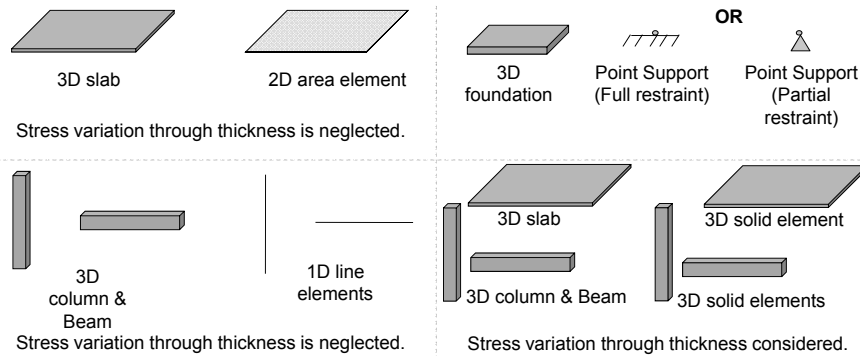 3D slab
2D area element
Stress variation through thickness is neglected.
OR
3D
foundation
Point Support
(Full restraint)
Point Support
(Partial
restraint)
3D
column &
Beam
1D line
elements
Stress variation through thickness is neglected.
3D slab
3D solid element
3D column & Beam
3D solid elements
Stress variation through thickness considered.